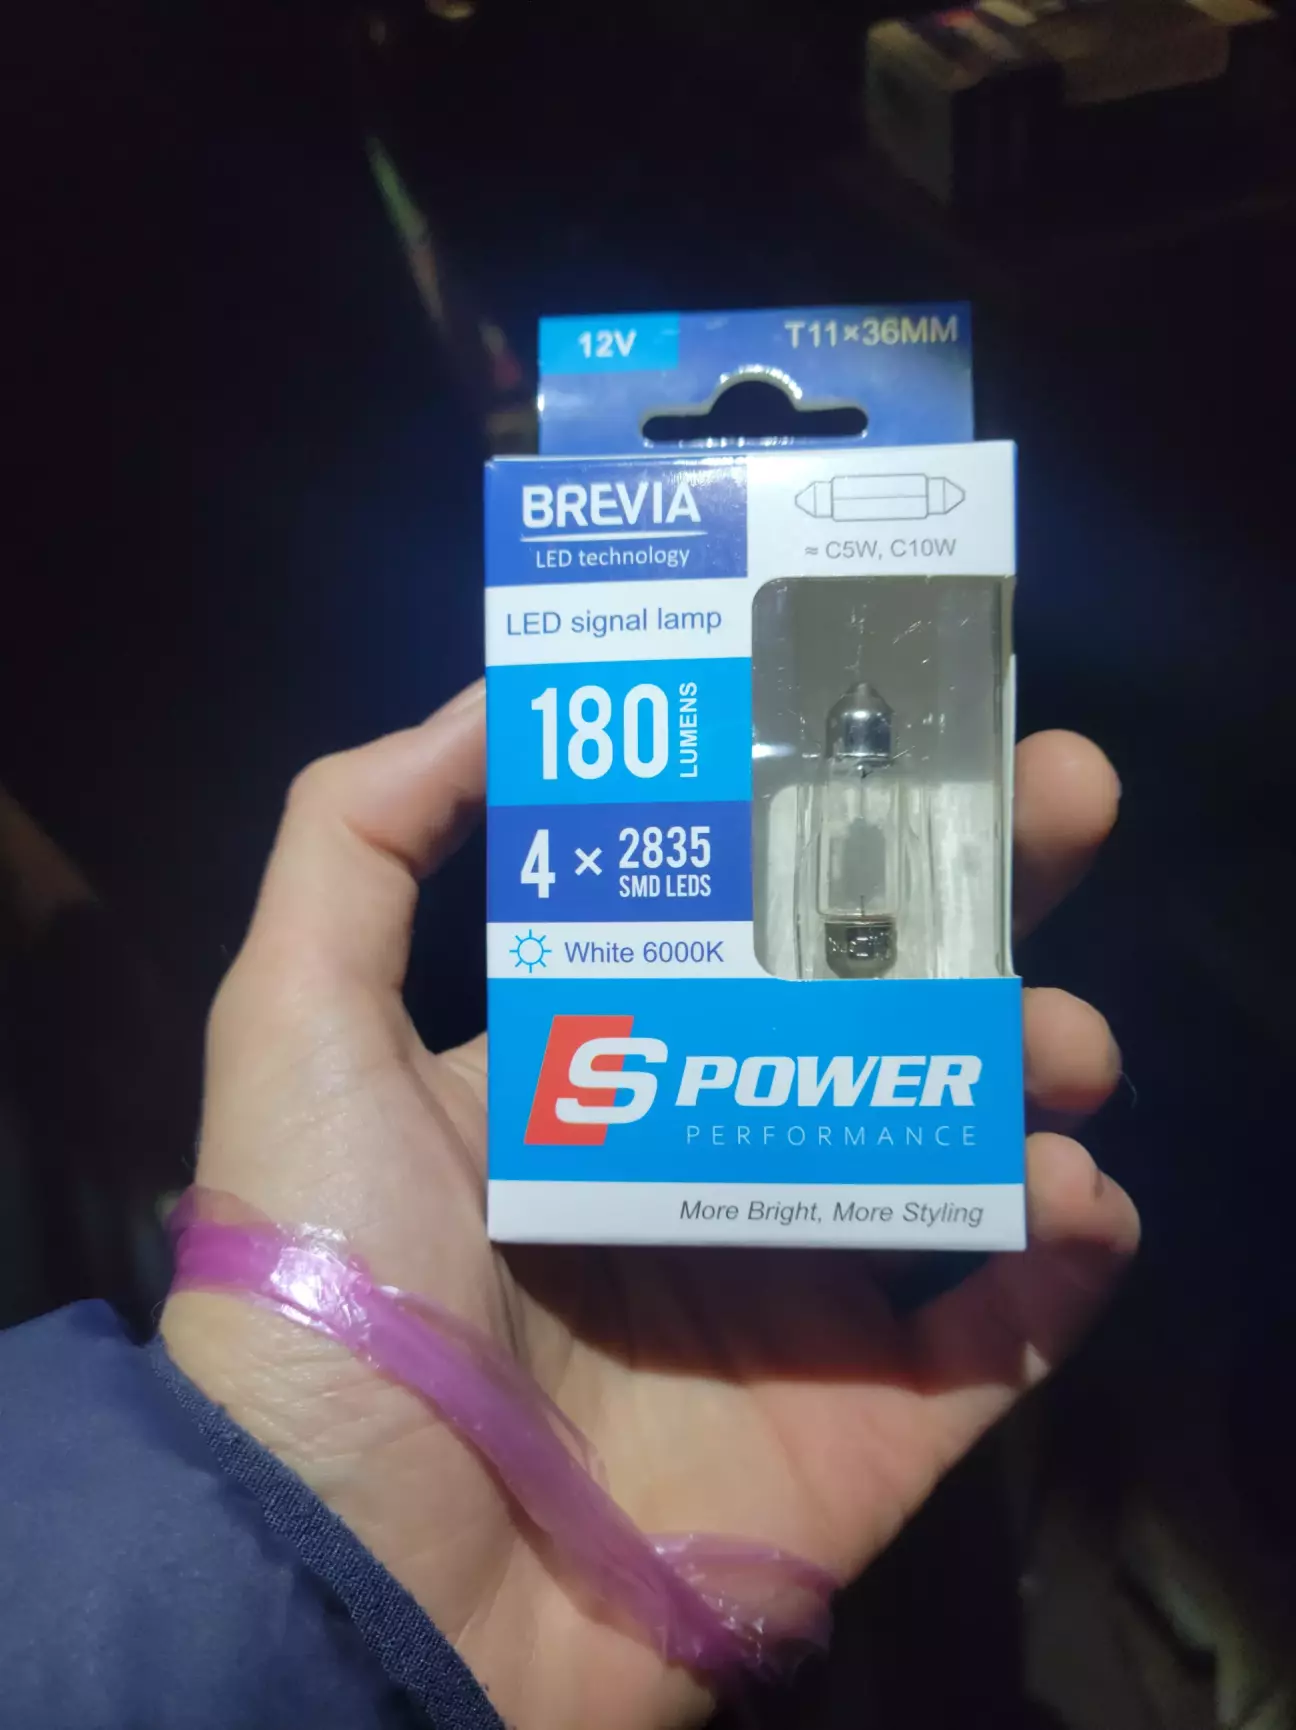 12V
T11×36MM
BREVIA
LED technology
≈ C5W, C10W
LED signal lamp
180 LUMENS
4 × 2835
SMD LEDS
White 6000K
S POWER
PERFORMANCE
More Bright, More Styling